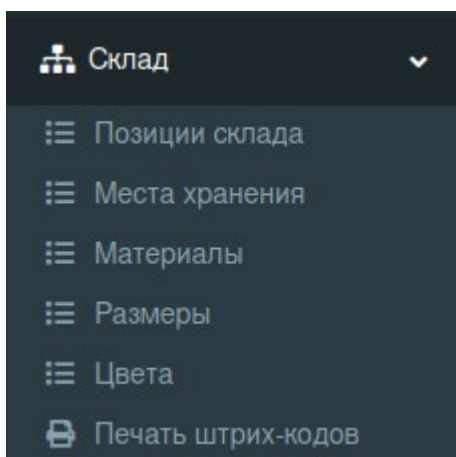 Склад
Позиции склада
Места хранения
Материалы
Размеры
Цвета
Печать штрих-кодов